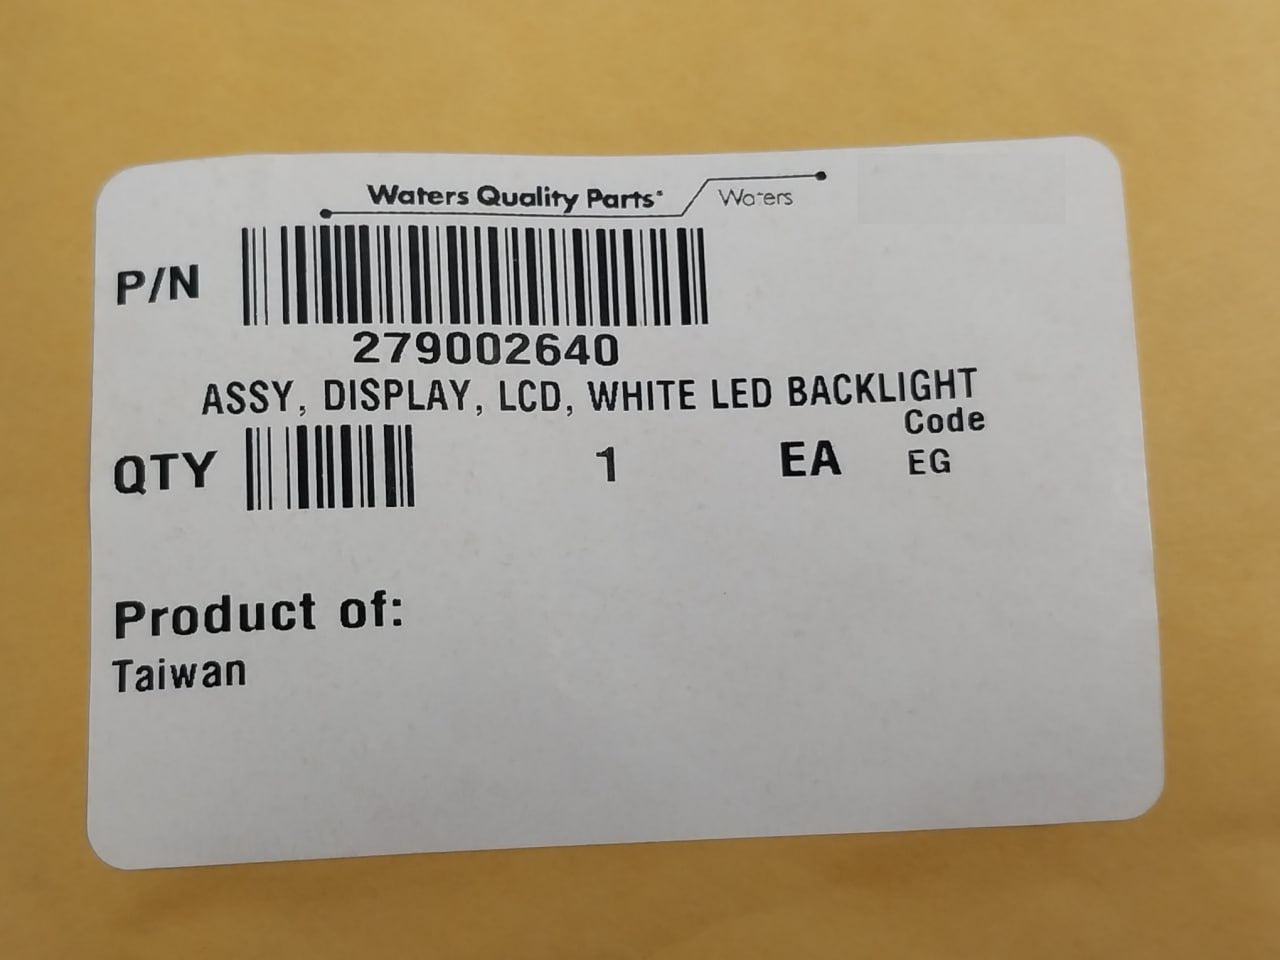 Waters Quality Parts Waters
P/N
279002640
ASSY, DISPLAY, LCD, WHITE LED BACKLIGHT
Code
QTY 1 EA EG
Product of:
Taiwan